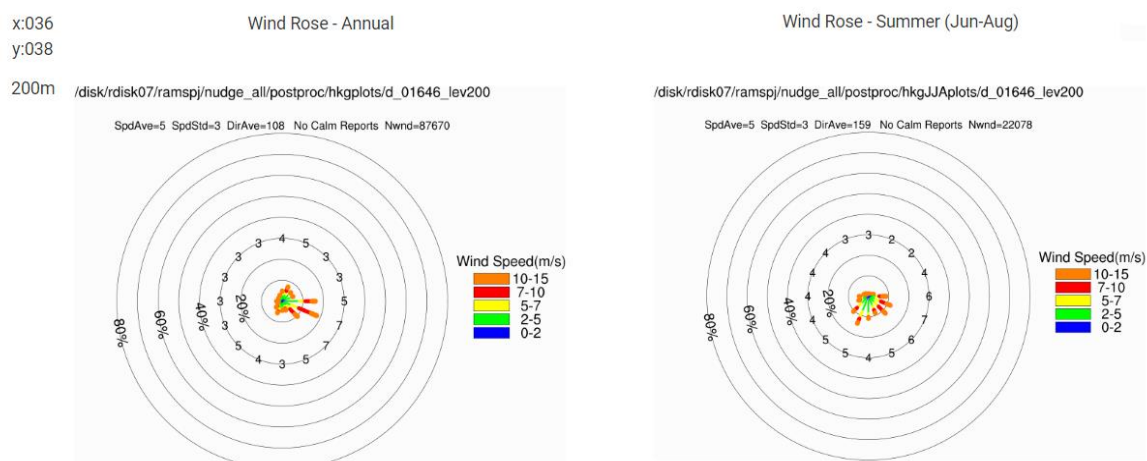 x:036
y:038
200m
Wind Rose - Annual
/disk/rdisk07/ramspj/nudge_all/postproc/hkgplots/d_01646_lev200
SpdAve=5 SpdStd=3 DirAve=108 No Calm Reports Nwnd=87670
3 4 5
3 3
3 3
3 5
3 7
5 7
4 3 5
20%
40%
60%
80%
Wind Speed(m/s)
10-15
7-10
5-7
2-5
0-2
Wind Rose - Summer (Jun-Aug)
/disk/rdisk07/ramspj/nudge_all/postproc/hkgJJAplots/d_01646_lev200
SpdAve=5 SpdStd=3 DirAve=159 No Calm Reports Nwnd=22078
3 3 2
4 2
4 4
4 6
4 6
5 6
5 4 5
20%
40%
60%
80%
Wind Speed(m/s)
10-15
7-10
5-7
2-5
0-2